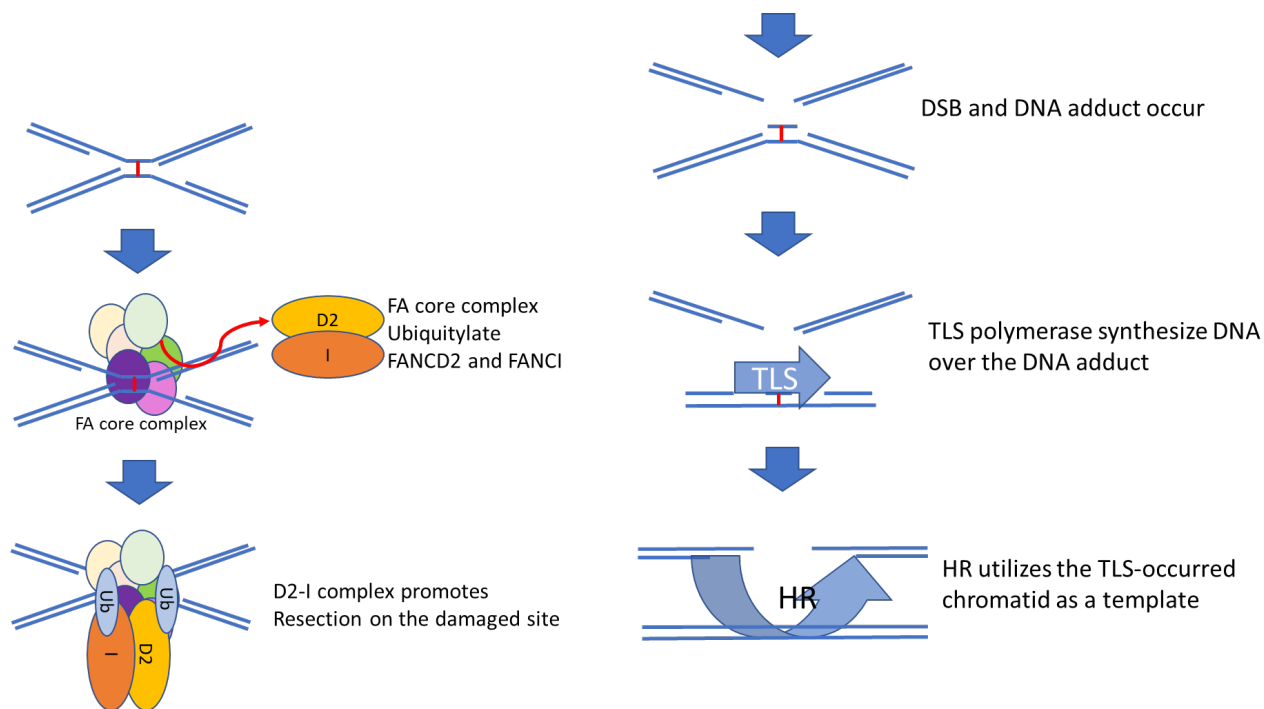 D2
I
FA core complex
Ubiquitylate
FANCD2 and FANCI
FA core complex
Ub
Ub
I
D2
D2-I complex promotes
Resection on the damaged site
DSB and DNA adduct occur
TLS
TLS polymerase synthesize DNA
over the DNA adduct
HR
HR utilizes the TLS-occurred
chromatid as a template